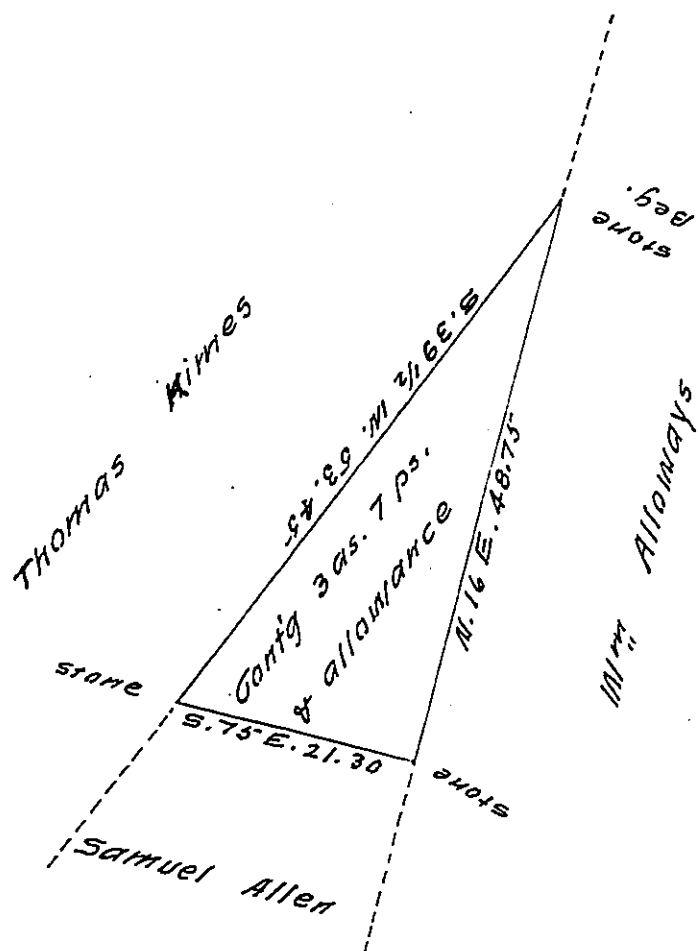 stone
Beg.
Thomas Kimes
S. 39 1/2 W. 53.45
Cont'g 3 as. 7 ps.
& allowance
N. 16 E. 48.75
Wm Alloways
stone
S. 75 E. 21.30
stone
Samuel Allen